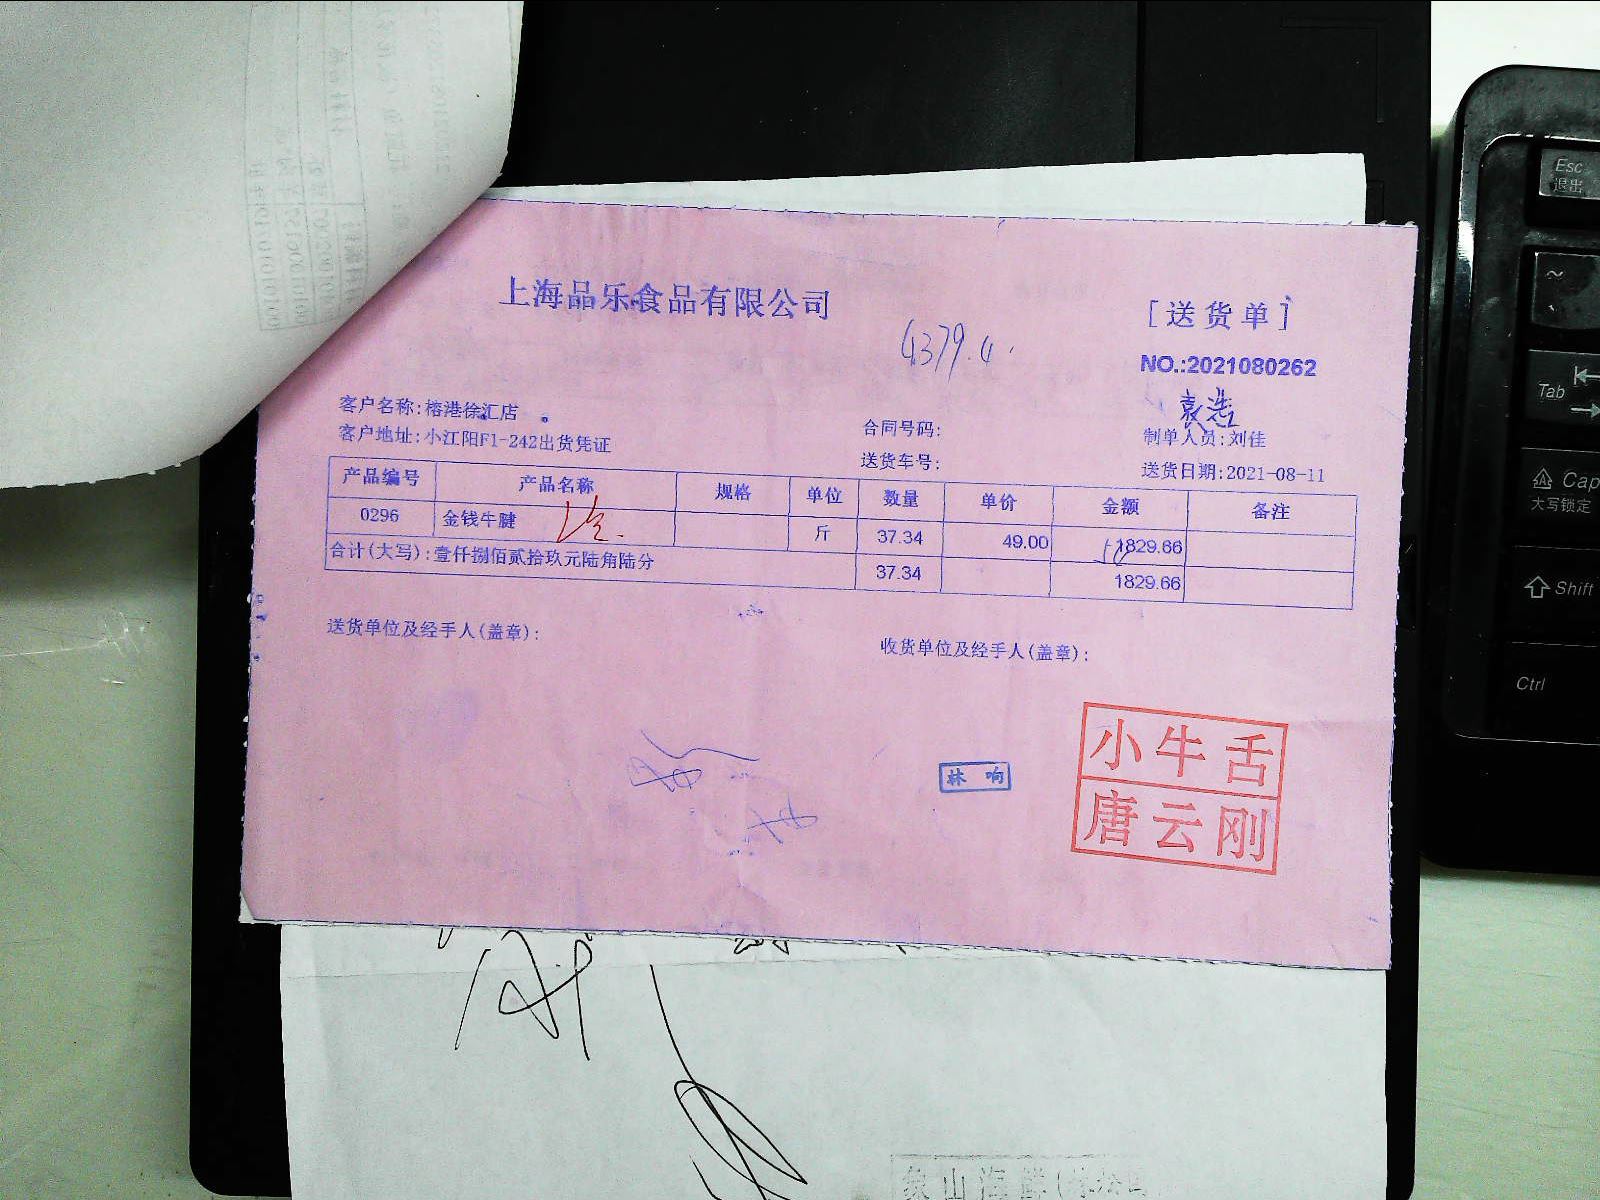 上海品乐食品有限公司
[送货单]
4379.4
NO.:2021080262
袁浩
客户名称:榕港徐汇店
合同号码:
制单人员:刘佳
客户地址:小江阳F1-242出货凭证
送货车号:
送货日期:2021-08-11
产品编号 产品名称 规格 单位 数量 单价 金额 备注
0296 金钱牛腱 斤 37.34 49.00 1829.66
合计(大写):壹仟捌佰贰拾玖元陆角陆分 37.34 1829.66
送货单位及经手人(盖章):
收货单位及经手人(盖章):
林响
小牛舌
唐云刚
Esc
退出
~
Tab
Cap
大写锁定
Shift
Ctrl